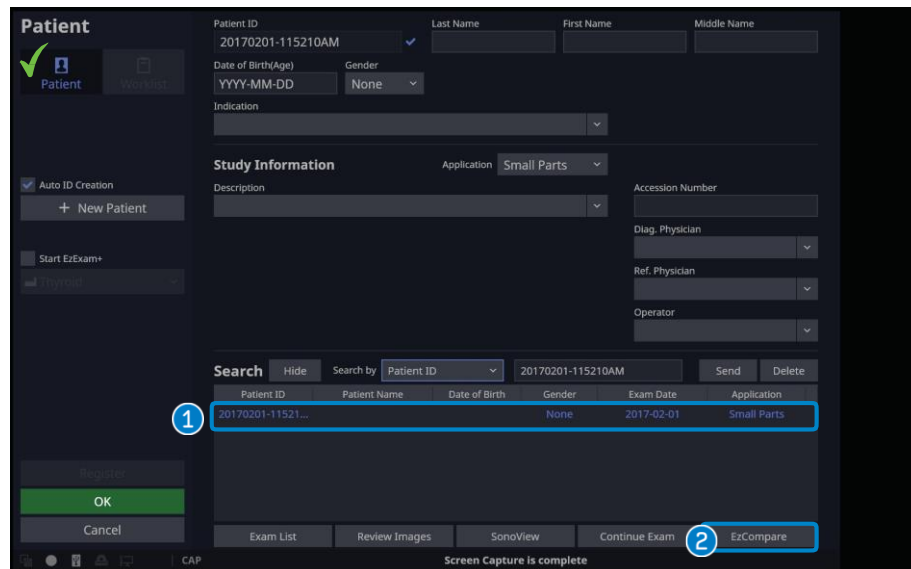 Patient
Patient ID Last Name First Name Middle Name
20170201-115210AM
Patient Worklist
Date of Birth(Age) Gender
YYYY-MM-DD None
Indication
Study Information Application Small Parts
Auto ID Creation
Description Accession Number
+ New Patient
Diag. Physician
Start EzExam+
Ref. Physician
Thyroid
Operator
Search Hide Search by Patient ID 20170201-115210AM Send Delete
Patient ID Patient Name Date of Birth Gender Exam Date Application
1 20170201-11521... None 2017-02-01 Small Parts
Register
OK
Cancel
Exam List Review Images SonoView Continue Exam 2 EzCompare
CAP Screen Capture is complete